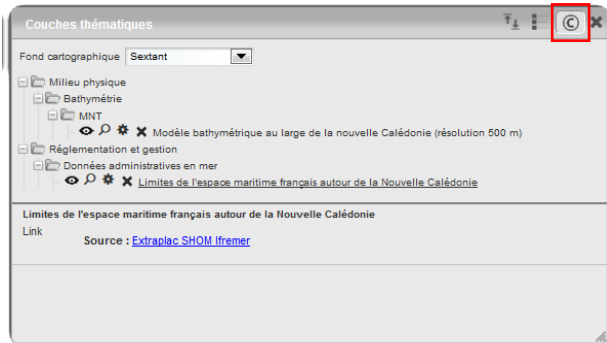 Couches thématiques
©
Fond cartographique Sextant
Milieu physique
Bathymétrie
MNT
Modèle bathymétrique au large de la nouvelle Calédonie (résolution 500 m)
Réglementation et gestion
Données administratives en mer
Limites de l'espace maritime français autour de la Nouvelle Calédonie
Limites de l'espace maritime français autour de la Nouvelle Calédonie
Link
Source : Extraplac SHOM Ifremer